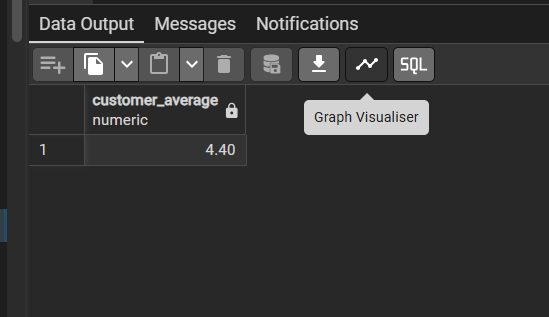 Data Output Messages Notifications
SQL
customer_average
numeric
Graph Visualiser
1 4.40